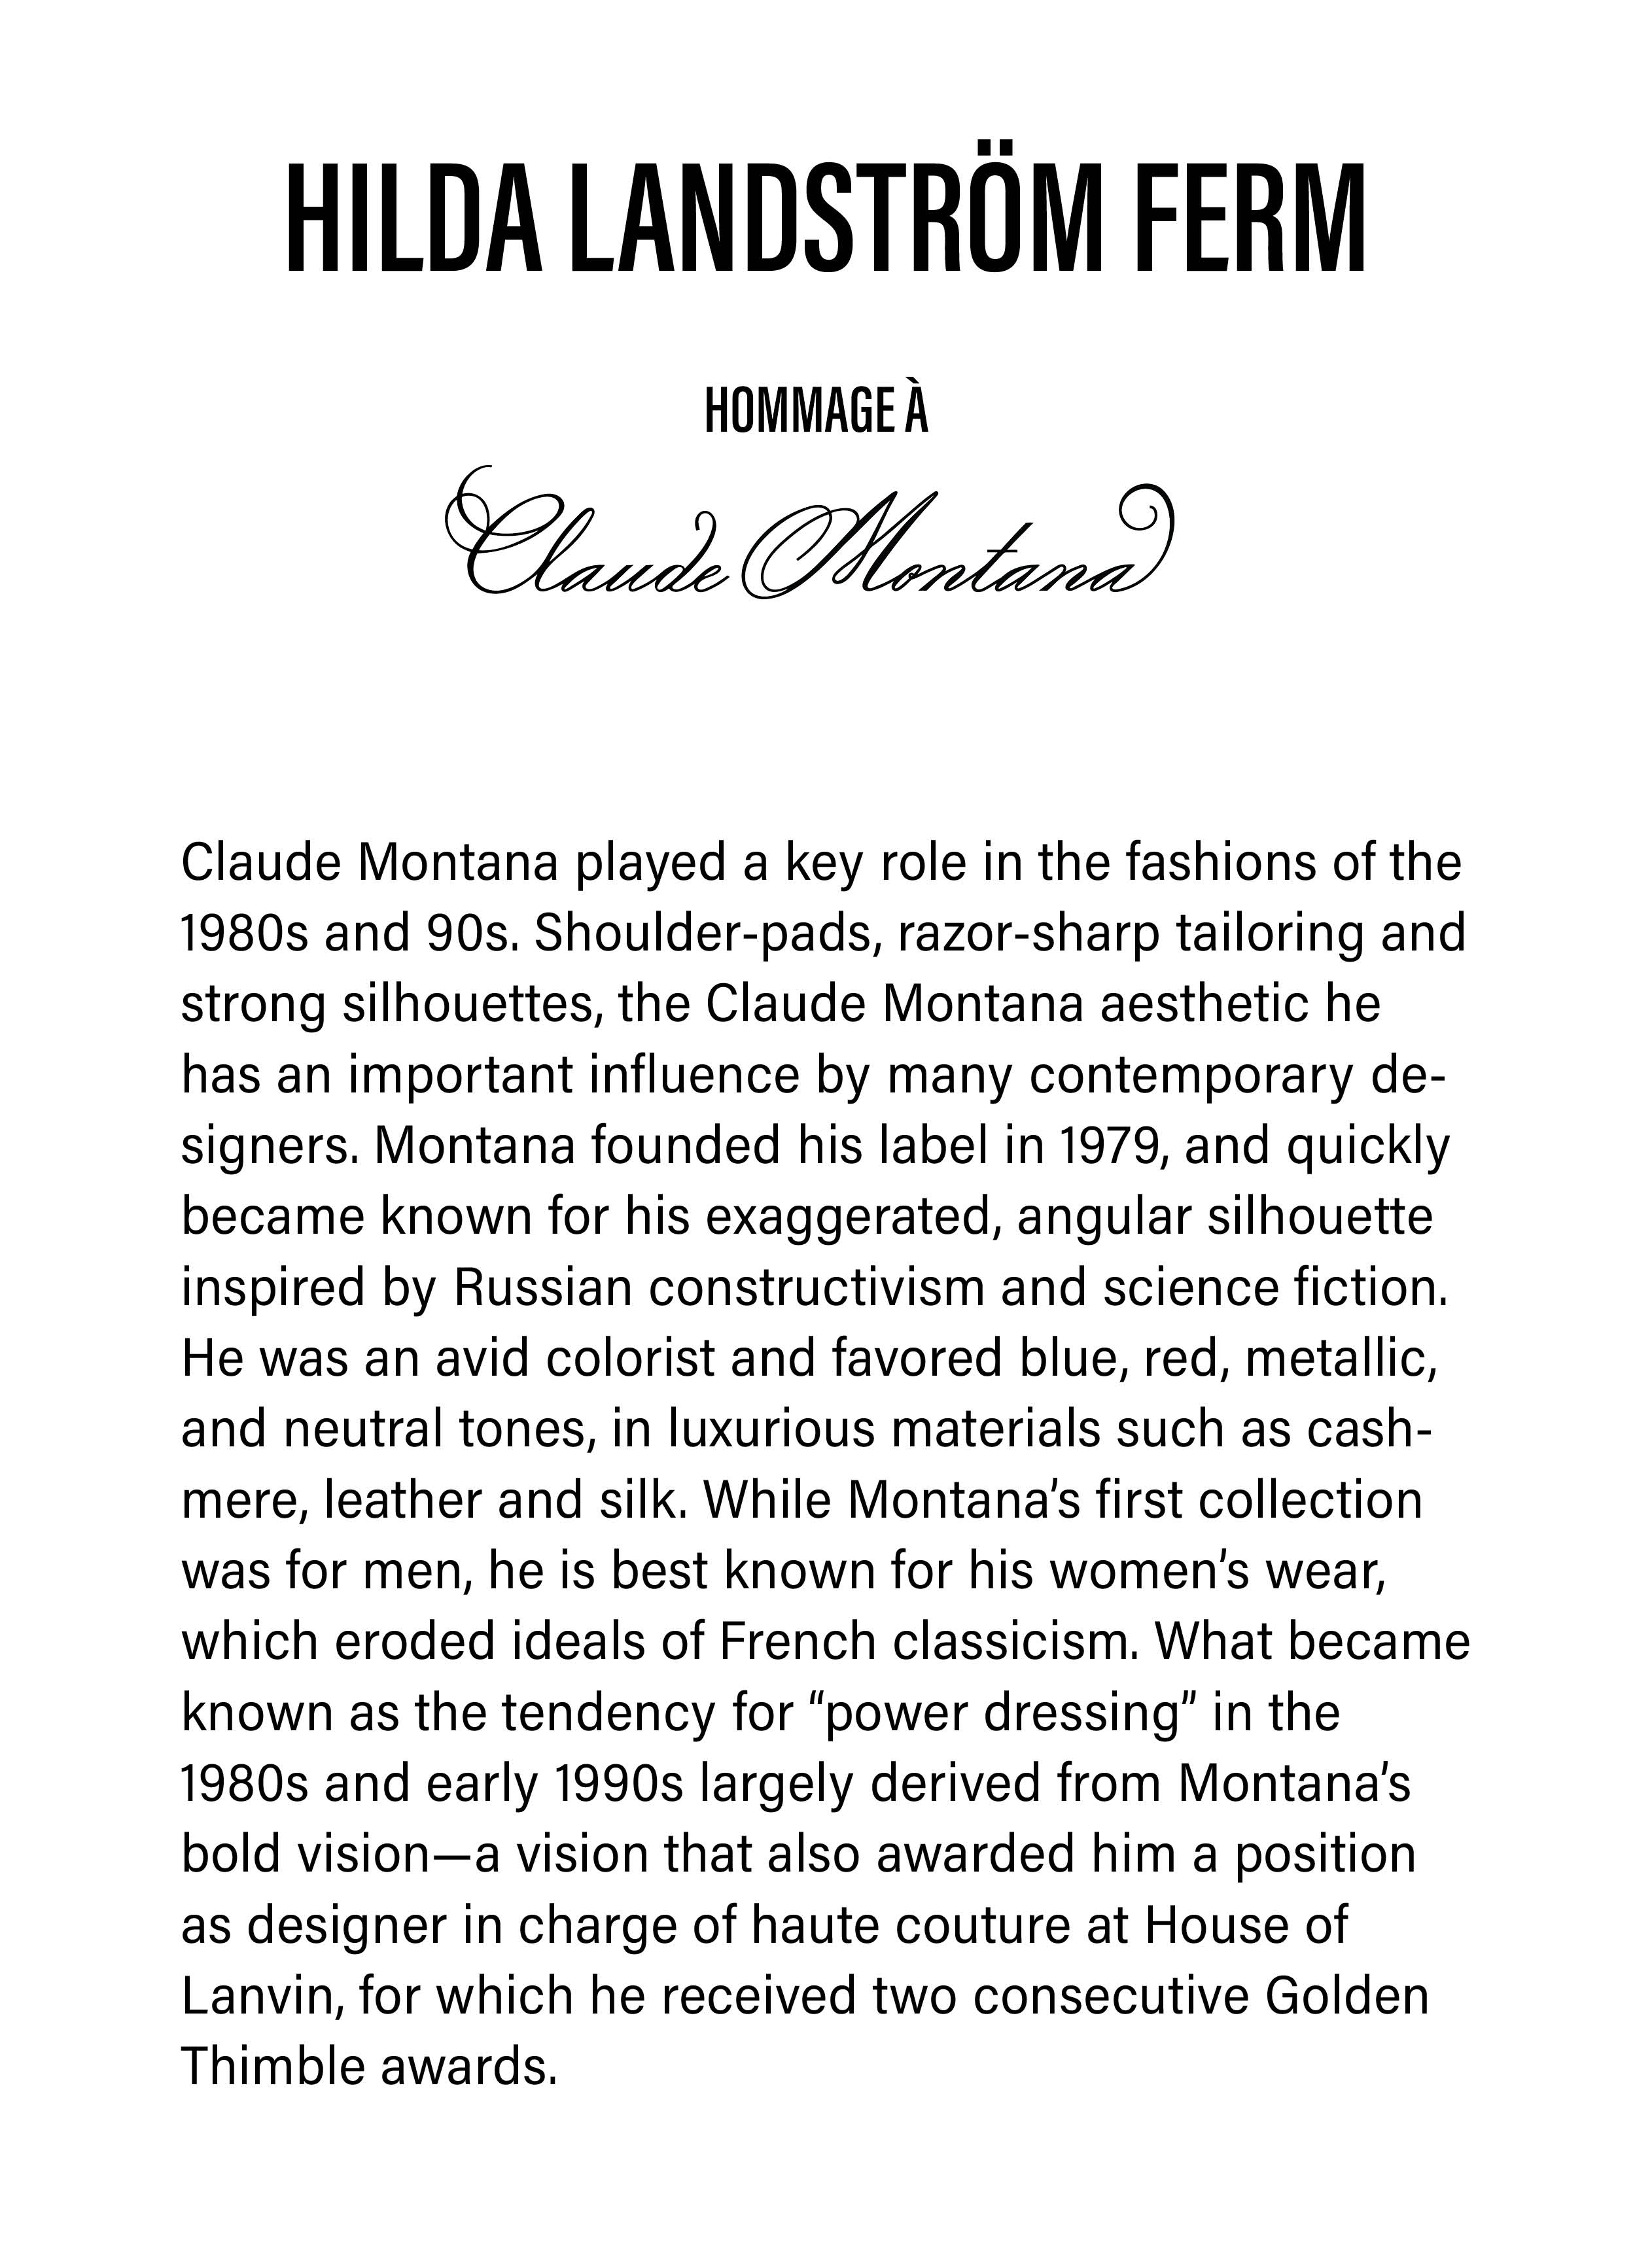 HILDA LANDSTRÖM FERM
HOMMAGE À
Claude Montana
Claude Montana played a key role in the fashions of the
1980s and 90s. Shoulder-pads, razor-sharp tailoring and
strong silhouettes, the Claude Montana aesthetic he
has an important influence by many contemporary de-
signers. Montana founded his label in 1979, and quickly
became known for his exaggerated, angular silhouette
inspired by Russian constructivism and science fiction.
He was an avid colorist and favored blue, red, metallic,
and neutral tones, in luxurious materials such as cash-
mere, leather and silk. While Montana’s first collection
was for men, he is best known for his women’s wear,
which eroded ideals of French classicism. What became
known as the tendency for “power dressing” in the
1980s and early 1990s largely derived from Montana’s
bold vision—a vision that also awarded him a position
as designer in charge of haute couture at House of
Lanvin, for which he received two consecutive Golden
Thimble awards.